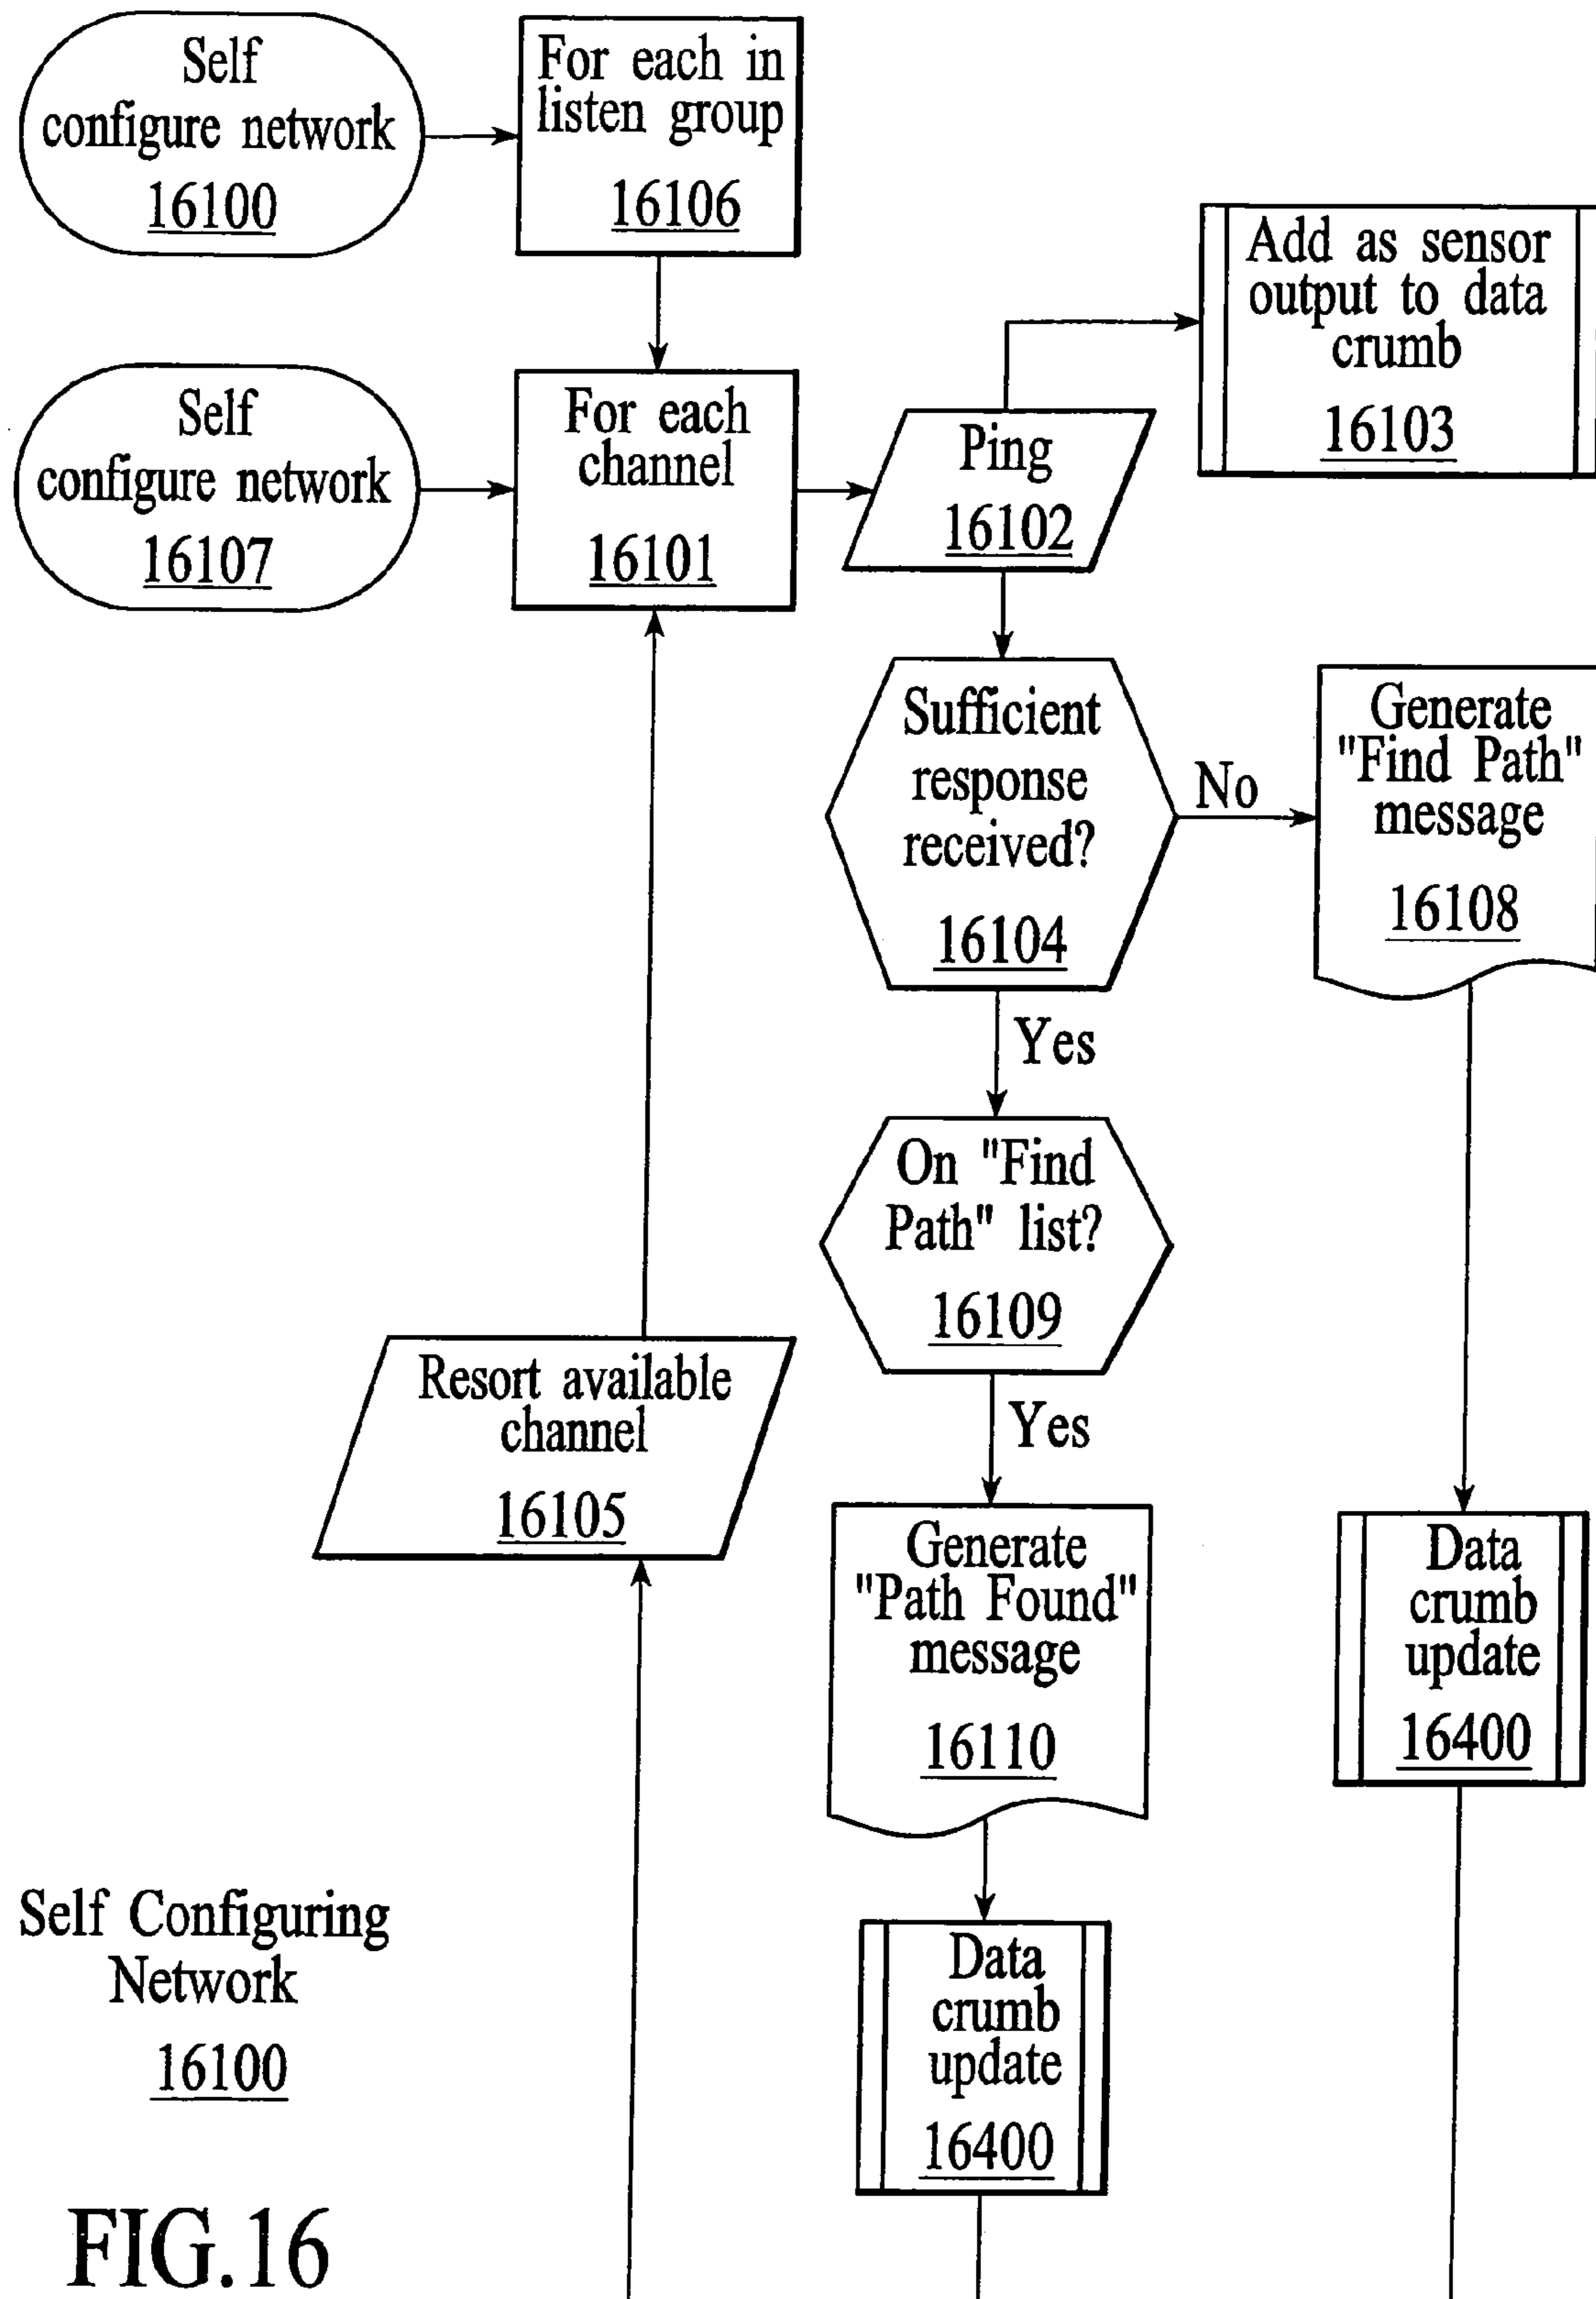 Self
configure network
16100
For each in
listen group
16106
Add as sensor
output to data
crumb
16103
Self
configure network
16107
For each
channel
16101
Ping
16102
Sufficient
response
received?
16104
No
Generate
"Find Path"
message
16108
Yes
On "Find
Path" list?
16109
Yes
Resort available
channel
16105
Generate
"Path Found"
message
16110
Data
crumb
update
16400
Data
crumb
update
16400
Self Configuring
Network
16100
FIG.16